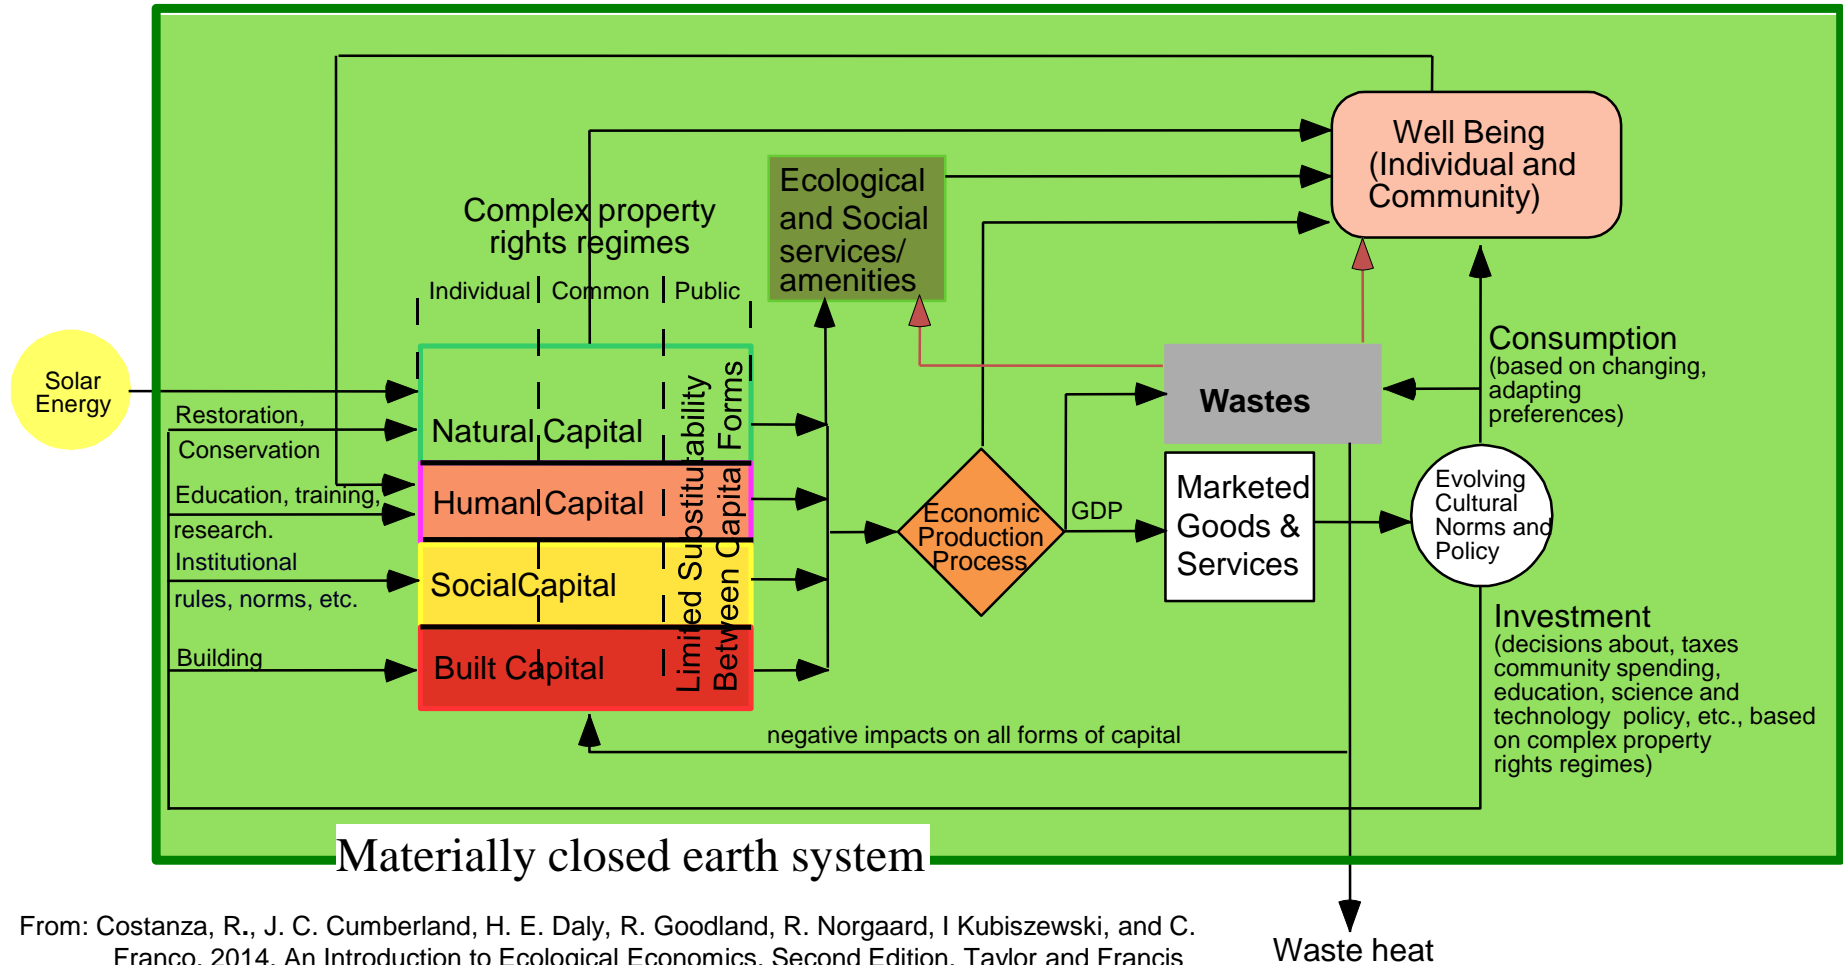 Well Being
(Individual and
Community)
Ecological
and Social
services/
amenities
Complex property
rights regimes
Individual
Common
Public
Solar
Energy
Restoration,
Conservation
Education, training,
research.
Institutional
rules, norms, etc.
Building
Natural Capital
Human Capital
SocialCapital
Built Capital
Limited Substitutability
Between Capital Forms
Economic
Production
Process
GDP
Wastes
Marketed
Goods &
Services
Evolving
Cultural
Norms and
Policy
Consumption
(based on changing,
adapting
preferences)
Investment
(decisions about, taxes
community spending,
education, science and
technology policy, etc., based
on complex property
rights regimes)
negative impacts on all forms of capital
Materially closed earth system
Waste heat
From: Costanza, R., J. C. Cumberland, H. E. Daly, R. Goodland, R. Norgaard, I Kubiszewski, and C.
Franco, 2014. An Introduction to Ecological Economics, Second Edition, Taylor and Francis